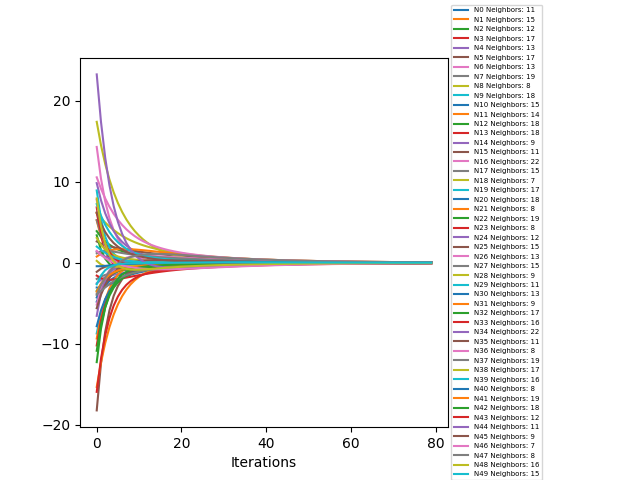 20
10
0
−10
−20
0 20 40 60 80
Iterations
N0 Neighbors: 11
N1 Neighbors: 15
N2 Neighbors: 12
N3 Neighbors: 17
N4 Neighbors: 13
N5 Neighbors: 17
N6 Neighbors: 13
N7 Neighbors: 19
N8 Neighbors: 8
N9 Neighbors: 18
N10 Neighbors: 15
N11 Neighbors: 14
N12 Neighbors: 18
N13 Neighbors: 18
N14 Neighbors: 9
N15 Neighbors: 11
N16 Neighbors: 22
N17 Neighbors: 15
N18 Neighbors: 7
N19 Neighbors: 17
N20 Neighbors: 18
N21 Neighbors: 8
N22 Neighbors: 19
N23 Neighbors: 8
N24 Neighbors: 12
N25 Neighbors: 15
N26 Neighbors: 13
N27 Neighbors: 15
N28 Neighbors: 9
N29 Neighbors: 11
N30 Neighbors: 13
N31 Neighbors: 9
N32 Neighbors: 17
N33 Neighbors: 16
N34 Neighbors: 22
N35 Neighbors: 11
N36 Neighbors: 8
N37 Neighbors: 19
N38 Neighbors: 17
N39 Neighbors: 16
N40 Neighbors: 8
N41 Neighbors: 19
N42 Neighbors: 18
N43 Neighbors: 12
N44 Neighbors: 11
N45 Neighbors: 9
N46 Neighbors: 7
N47 Neighbors: 8
N48 Neighbors: 16
N49 Neighbors: 15